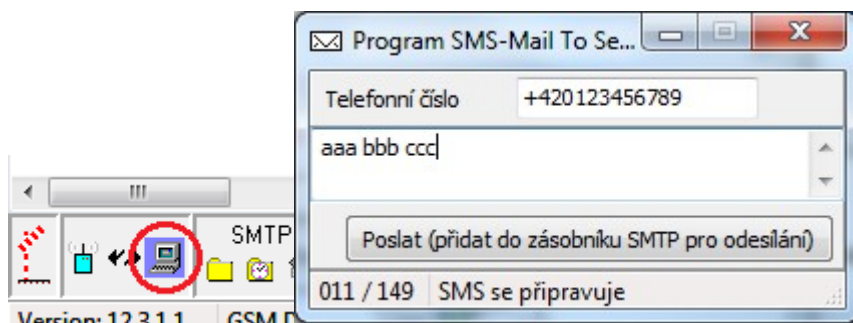 Program SMS-Mail To Se...
Telefonní číslo +420123456789
aaa bbb ccc
Poslat (přidat do zásobníku SMTP pro odesílání)
011 / 149 SMS se připravuje
SMTP
Version: 12.3.1.1 GSM D